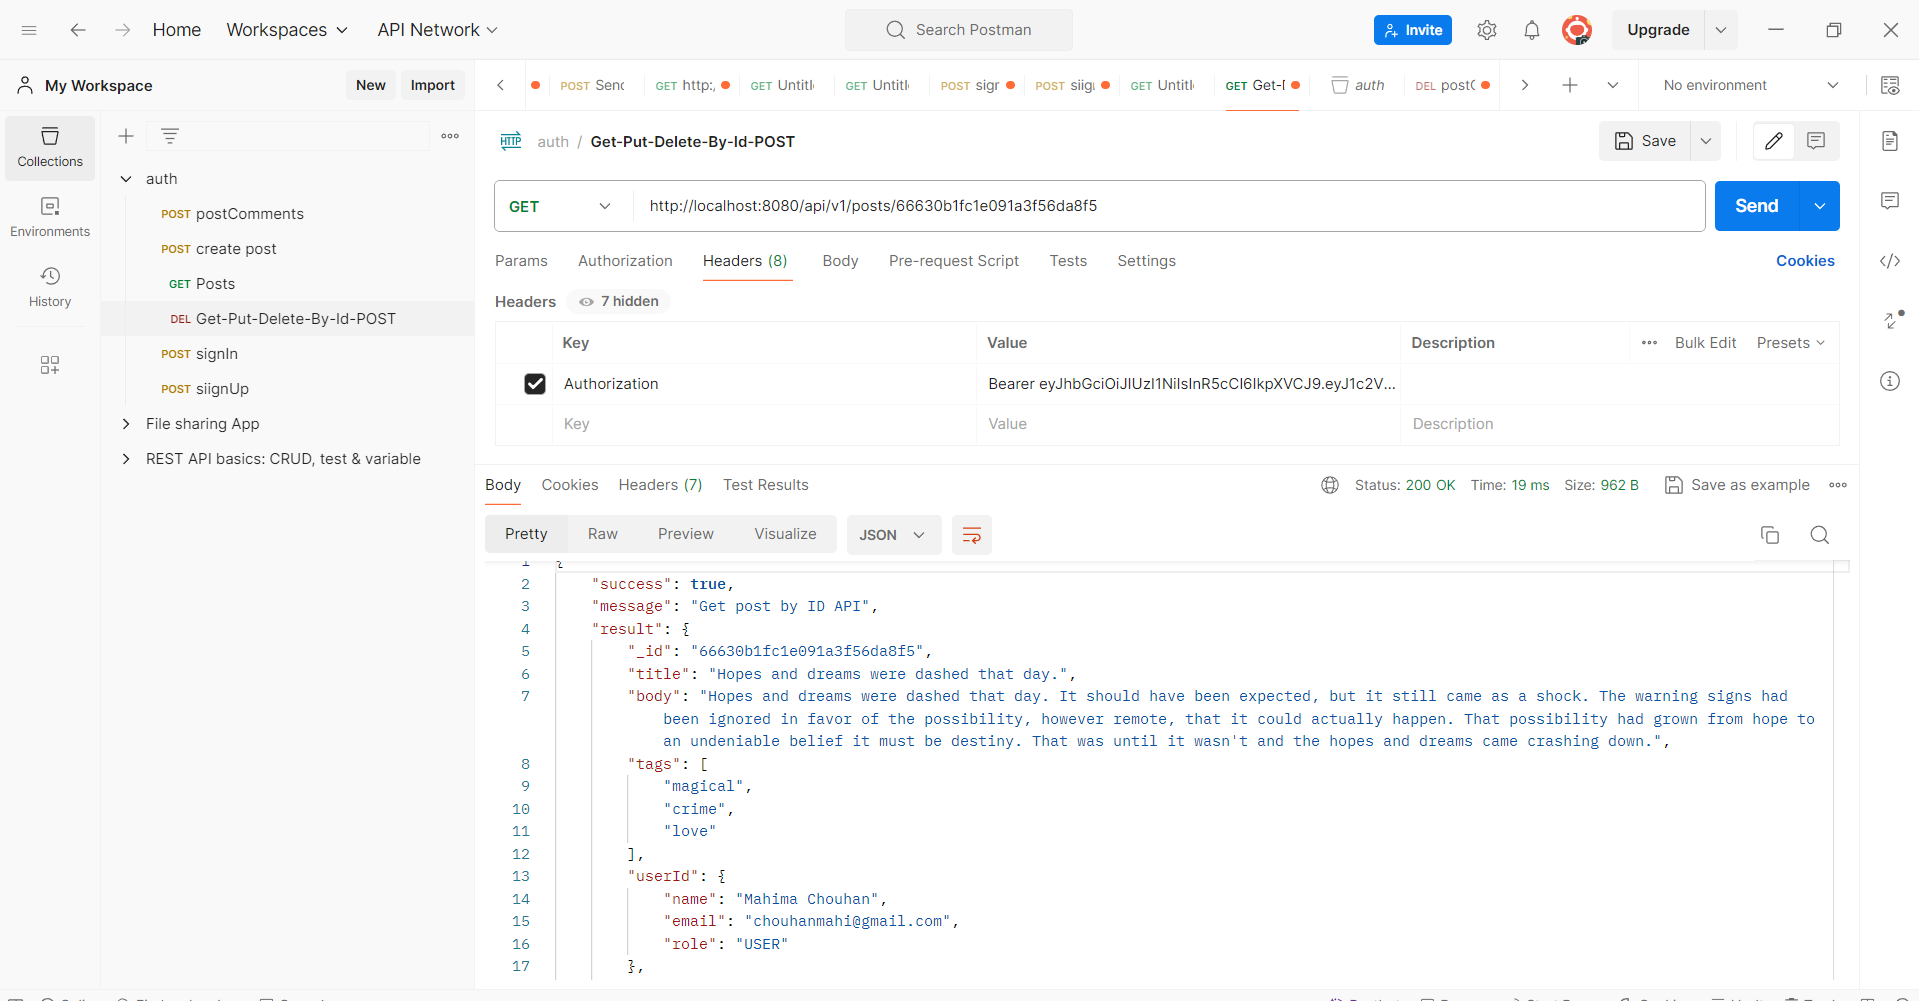 Home Workspaces API Network Search Postman Invite Upgrade
My Workspace New Import
POST Senc GET http:, GET Untitl GET Untitl POST sigr POST siig GET Untitl GET Get-I auth DEL post No environment
auth / Get-Put-Delete-By-Id-POST Save
Collections
Environments
History
auth
POST postComments
POST create post
GET Posts
DEL Get-Put-Delete-By-Id-POST
POST signIn
POST siignUp
File sharing App
REST API basics: CRUD, test & variable
GET http://localhost:8080/api/v1/posts/66630b1fc1e091a3f56da8f5 Send
Params Authorization Headers (8) Body Pre-request Script Tests Settings Cookies
Headers 7 hidden
Key Value Description Bulk Edit Presets
Authorization Bearer eyJhbGciOiJIUzI1NiIsInR5cCI6IkpXVCJ9.eyJ1c2V...
Key Value Description
Body Cookies Headers (7) Test Results Status: 200 OK Time: 19 ms Size: 962 B Save as example
Pretty Raw Preview Visualize JSON
1 {
2 "success": true,
3 "message": "Get post by ID API",
4 "result": {
5 "_id": "66630b1fc1e091a3f56da8f5",
6 "title": "Hopes and dreams were dashed that day.",
7 "body": "Hopes and dreams were dashed that day. It should have been expected, but it still came as a shock. The warning signs had
been ignored in favor of the possibility, however remote, that it could actually happen. That possibility had grown from hope to
an undeniable belief it must be destiny. That was until it wasn't and the hopes and dreams came crashing down.",
8 "tags": [
9 "magical",
10 "crime",
11 "love"
12 ],
13 "userId": {
14 "name": "Mahima Chouhan",
15 "email": "chouhanmahi@gmail.com",
16 "role": "USER"
17 },